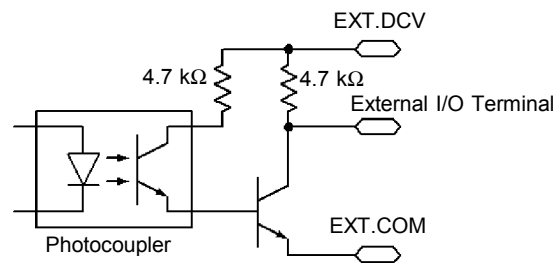 EXT.DCV
4.7 kΩ
4.7 kΩ
External I/O Terminal
EXT.COM
Photocoupler